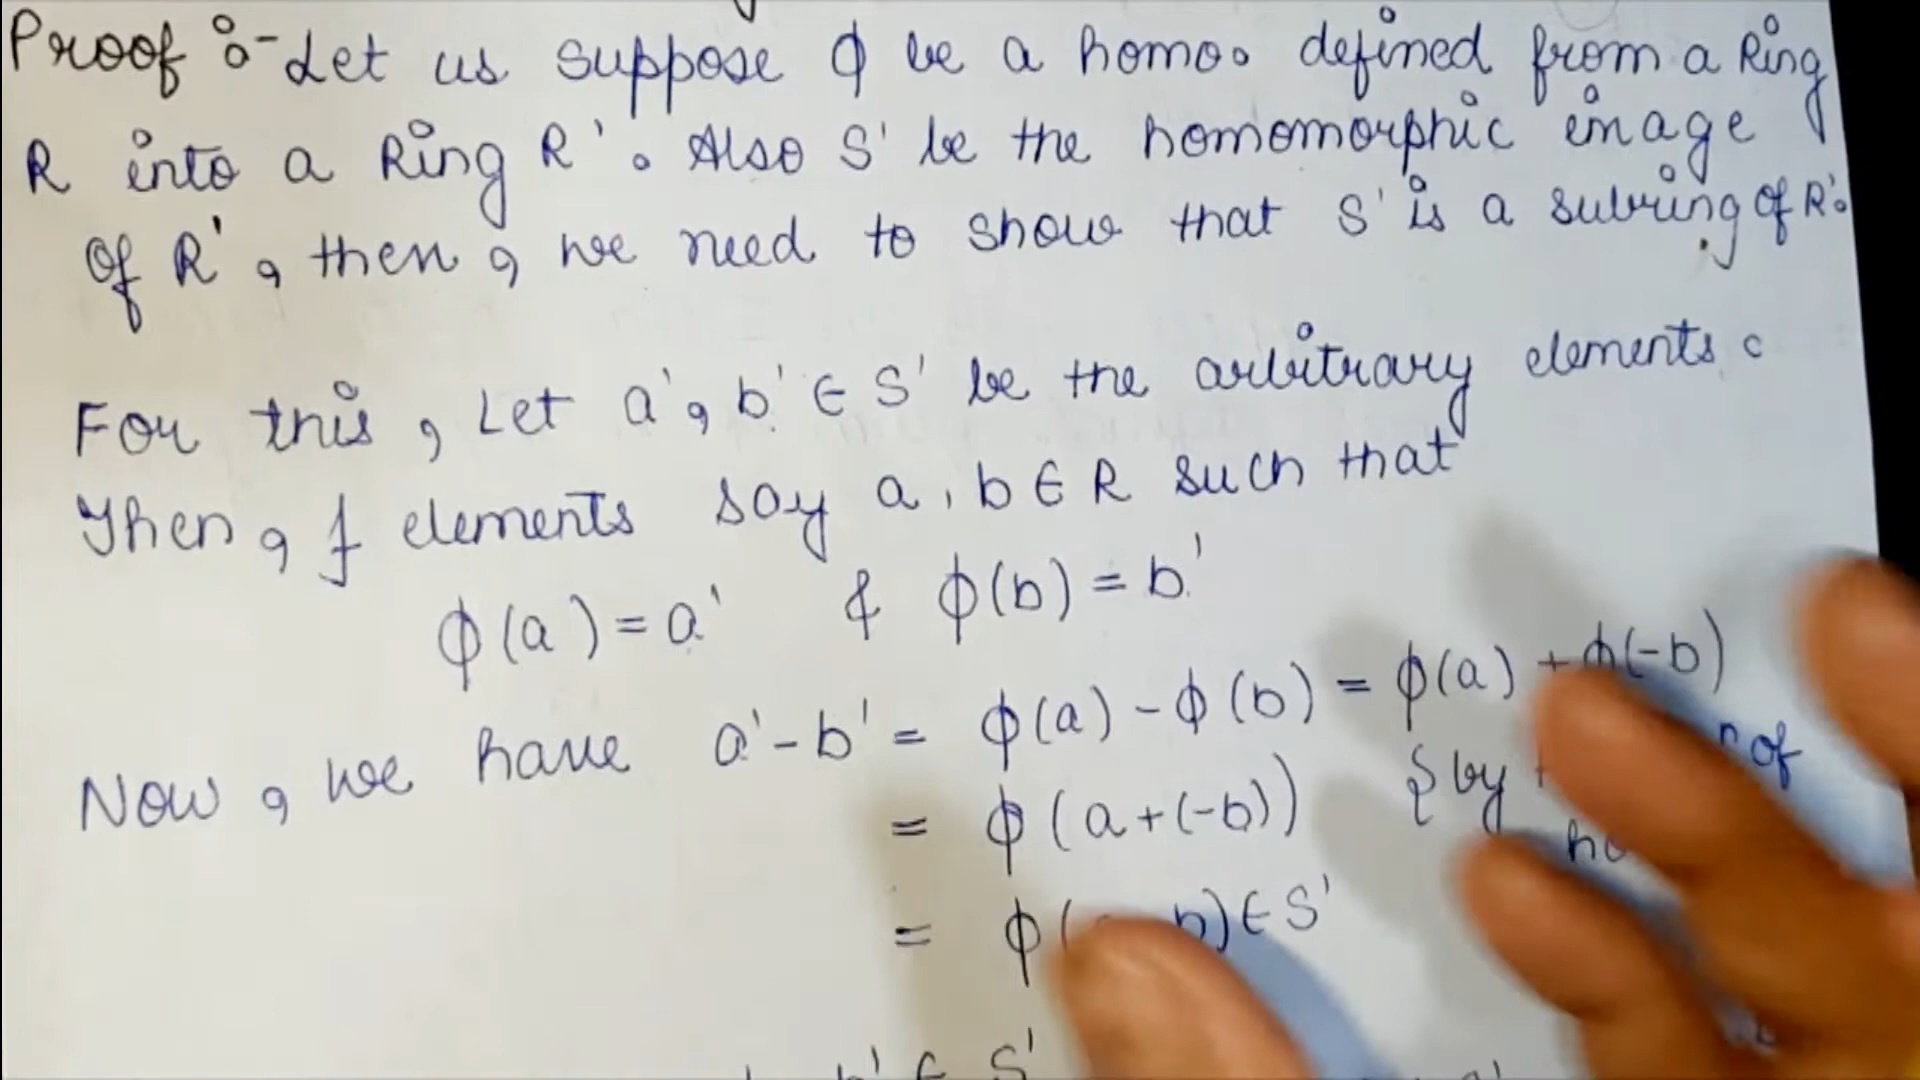 Proof :- Let us suppose ϕ be a homo. defined from a Ring
R into a Ring R'. Also S' be the homomorphic image
of R', then, we need to show that S' is a subring of R'.
For this, Let a', b' ∈ S' be the arbitrary elements.
Then, ∃ elements say a, b ∈ R such that
ϕ(a) = a' & ϕ(b) = b'
Now, we have a' - b' = ϕ(a) - ϕ(b) = ϕ(a) + ϕ(-b)
= ϕ(a+(-b)) {by of
= ϕ( b) ∈ S'
b' ∈ S'